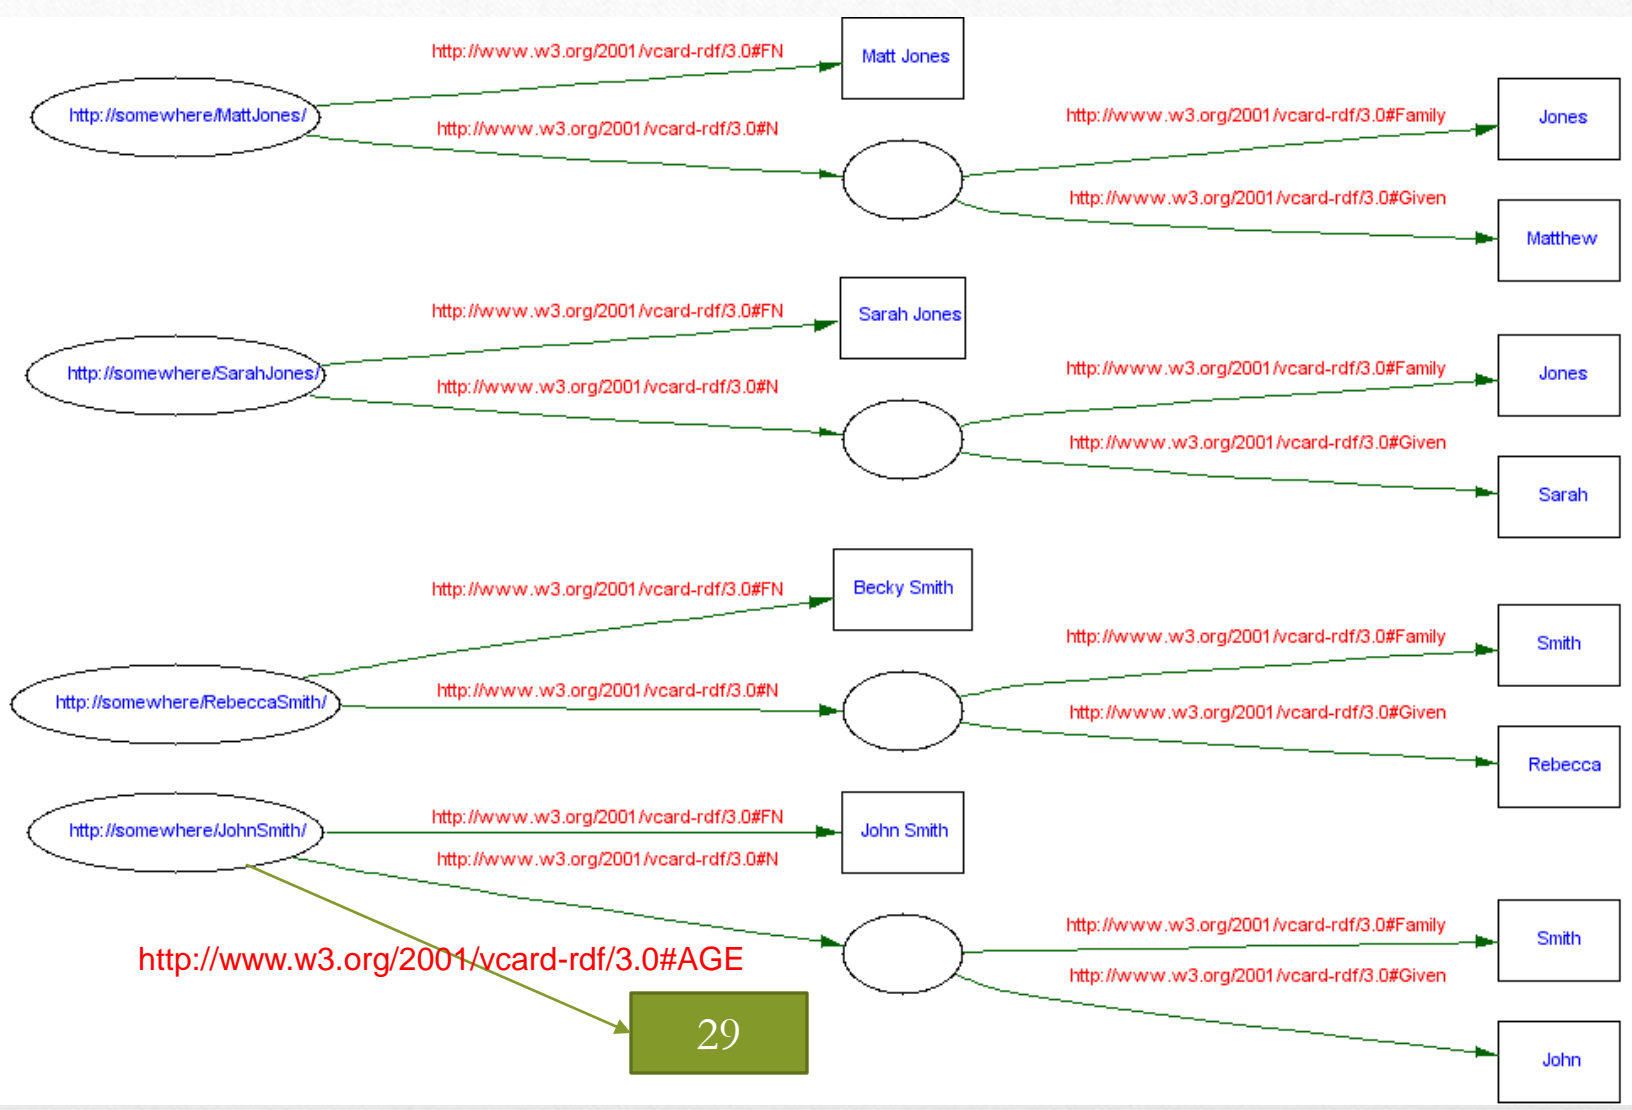 http://www.w3.org/2001/vcard-rdf/3.0#FN
Matt Jones
http://somewhere/MattJones/
http://www.w3.org/2001/vcard-rdf/3.0#N
http://www.w3.org/2001/vcard-rdf/3.0#Family
Jones
http://www.w3.org/2001/vcard-rdf/3.0#Given
Matthew
http://www.w3.org/2001/vcard-rdf/3.0#FN
Sarah Jones
http://somewhere/SarahJones/
http://www.w3.org/2001/vcard-rdf/3.0#N
http://www.w3.org/2001/vcard-rdf/3.0#Family
Jones
http://www.w3.org/2001/vcard-rdf/3.0#Given
Sarah
http://www.w3.org/2001/vcard-rdf/3.0#FN
Becky Smith
http://somewhere/RebeccaSmith/
http://www.w3.org/2001/vcard-rdf/3.0#N
http://www.w3.org/2001/vcard-rdf/3.0#Family
Smith
http://www.w3.org/2001/vcard-rdf/3.0#Given
Rebecca
http://somewhere/JohnSmith/
http://www.w3.org/2001/vcard-rdf/3.0#FN
John Smith
http://www.w3.org/2001/vcard-rdf/3.0#N
http://www.w3.org/2001/vcard-rdf/3.0#Family
Smith
http://www.w3.org/2001/vcard-rdf/3.0#Given
John
http://www.w3.org/2001/vcard-rdf/3.0#AGE
29